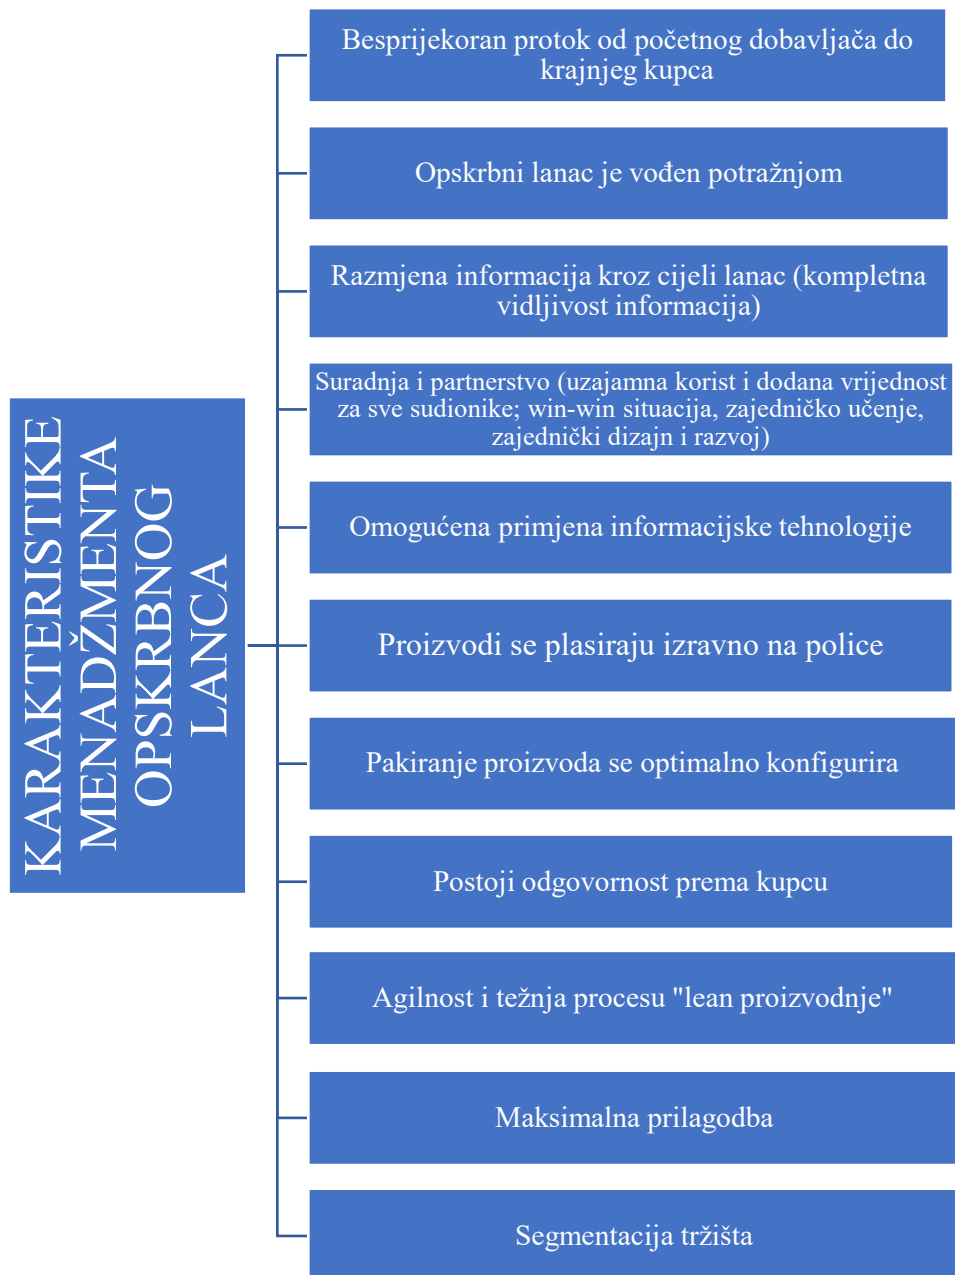 KARAKTERISTIKE
MENADŽMENTA
OPSKRBNOG
LANCA
Besprijekoran protok od početnog dobavljača do
krajnjeg kupca
Opskrbni lanac je vođen potražnjom
Razmjena informacija kroz cijeli lanac (kompletna
vidljivost informacija)
Suradnja i partnerstvo (uzajamna korist i dodana vrijednost
za sve sudionike; win-win situacija, zajedničko učenje,
zajednički dizajn i razvoj)
Omogućena primjena informacijske tehnologije
Proizvodi se plasiraju izravno na police
Pakiranje proizvoda se optimalno konfigurira
Postoji odgovornost prema kupcu
Agilnost i težnja procesu "lean proizvodnje"
Maksimalna prilagodba
Segmentacija tržišta